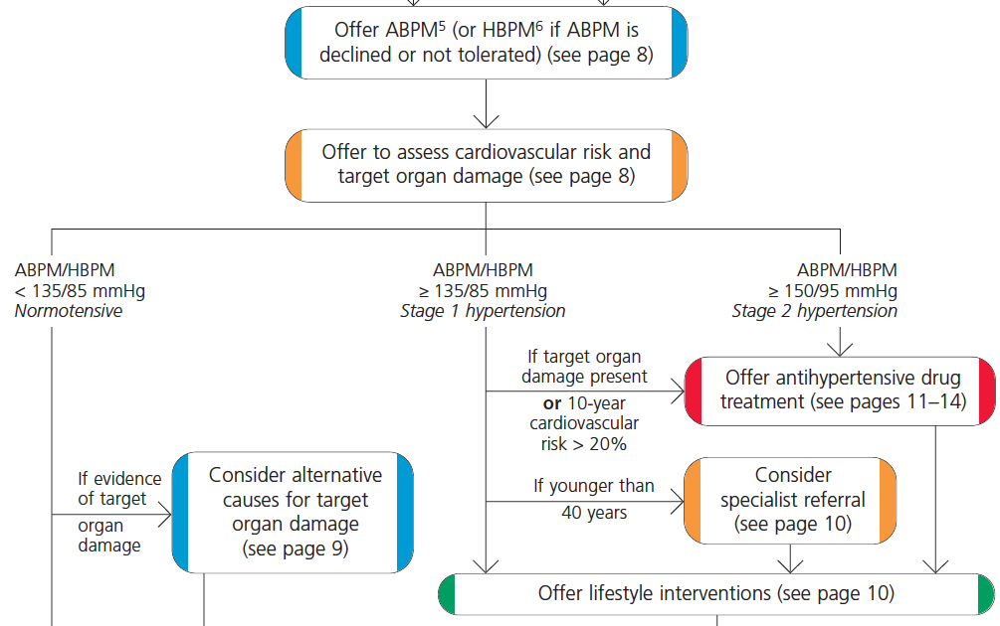 Offer ABPM⁵ (or HBPM⁶ if ABPM is
declined or not tolerated) (see page 8)
Offer to assess cardiovascular risk and
target organ damage (see page 8)
ABPM/HBPM
< 135/85 mmHg
Normotensive
ABPM/HBPM
≥ 135/85 mmHg
Stage 1 hypertension
ABPM/HBPM
≥ 150/95 mmHg
Stage 2 hypertension
If target organ
damage present
or 10-year
cardiovascular
risk > 20%
Offer antihypertensive drug
treatment (see pages 11–14)
If evidence
of target
organ
damage
Consider alternative
causes for target
organ damage
(see page 9)
If younger than
40 years
Consider
specialist referral
(see page 10)
Offer lifestyle interventions (see page 10)